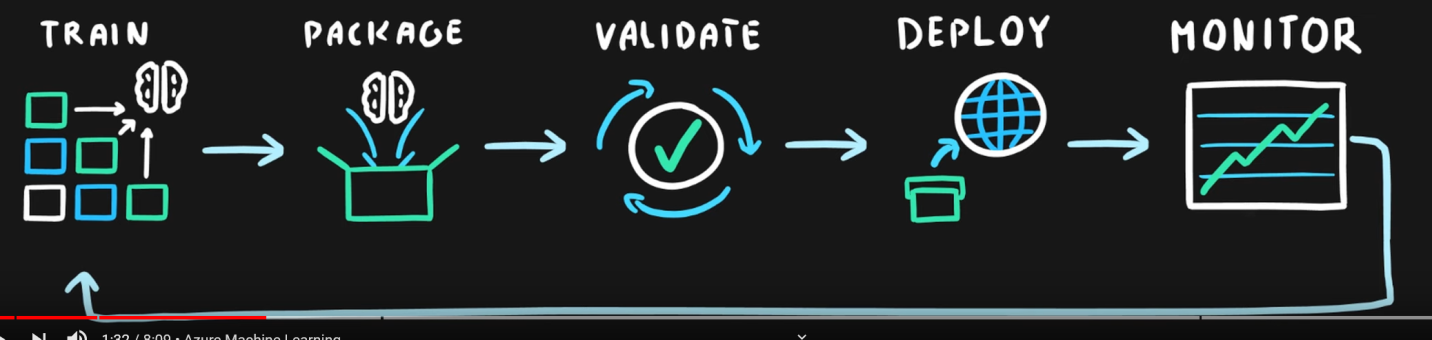 TRAIN PACKAGE VALIDATE DEPLOY MONITOR
1:32 / 8:09 • Azure Machine Learning